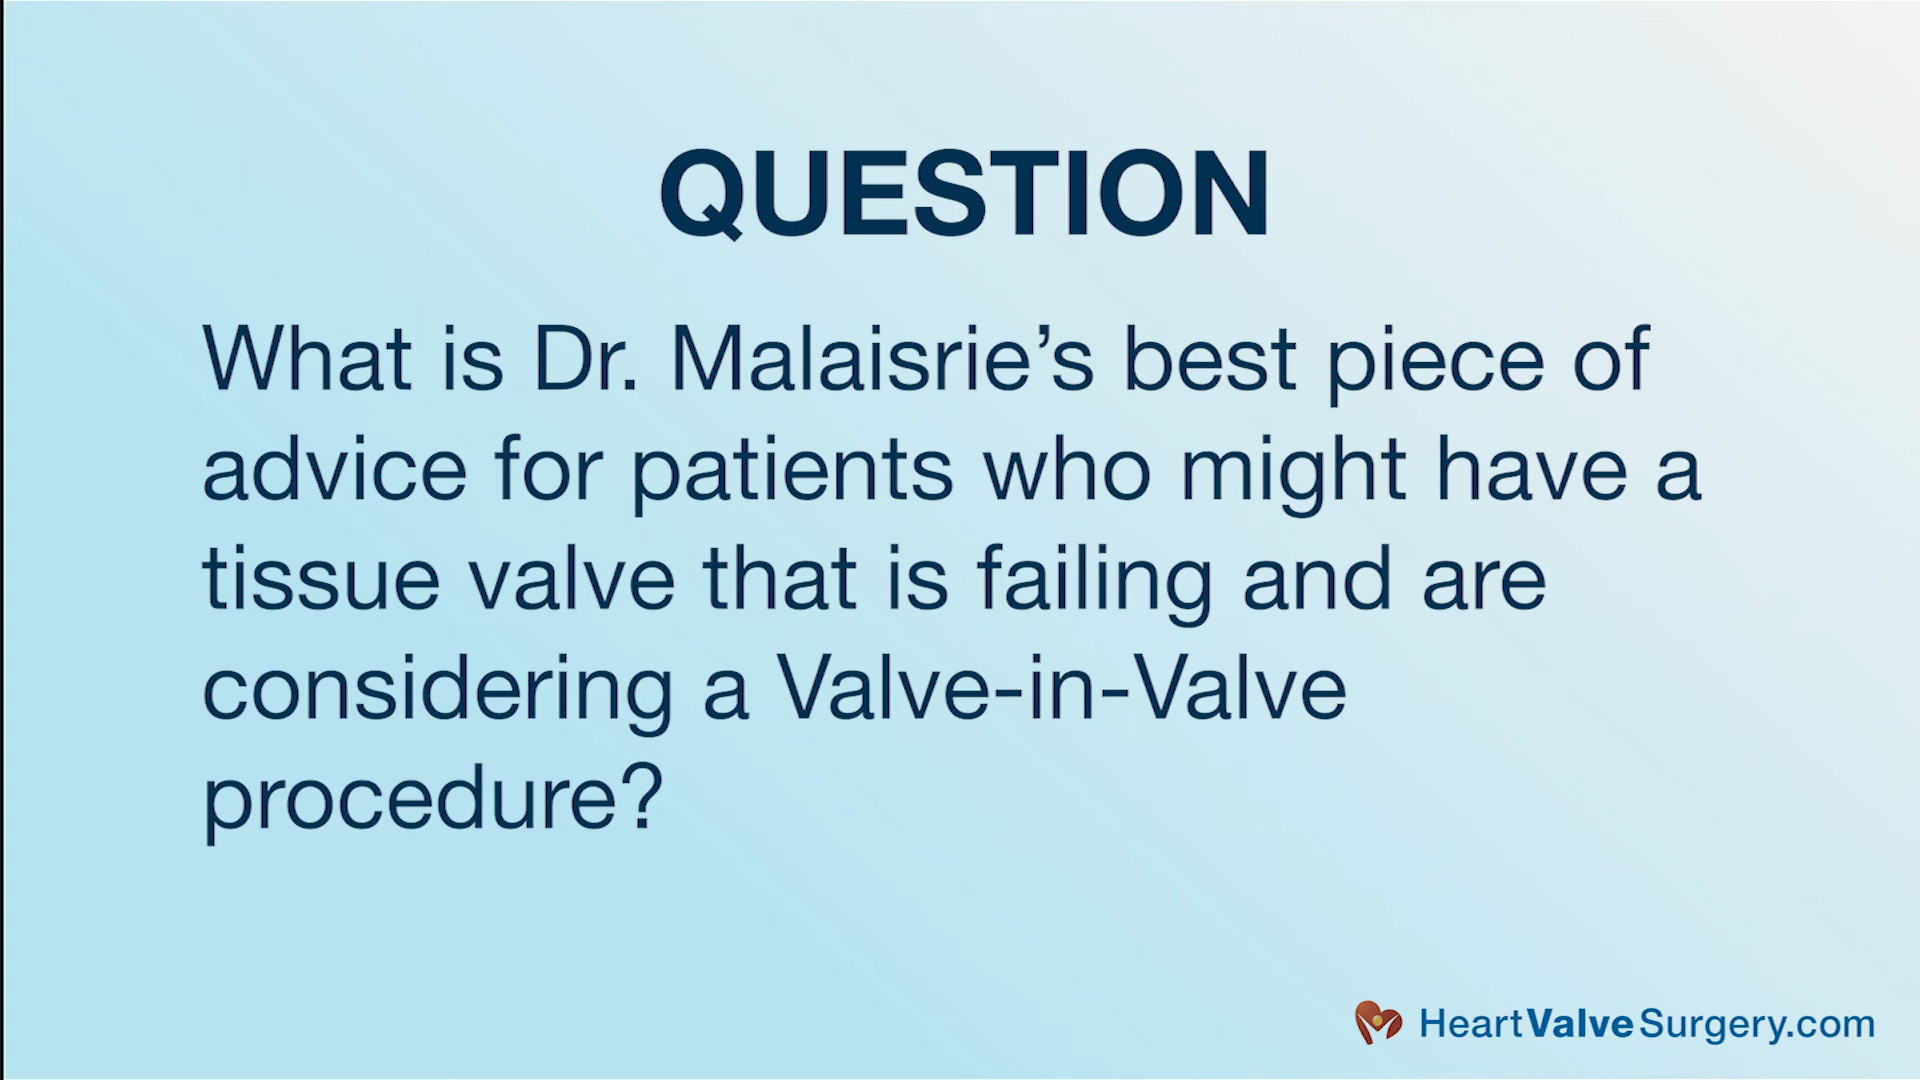 QUESTION
What is Dr. Malaisrie’s best piece of
advice for patients who might have a
tissue valve that is failing and are
considering a Valve-in-Valve
procedure?
HeartValveSurgery.com